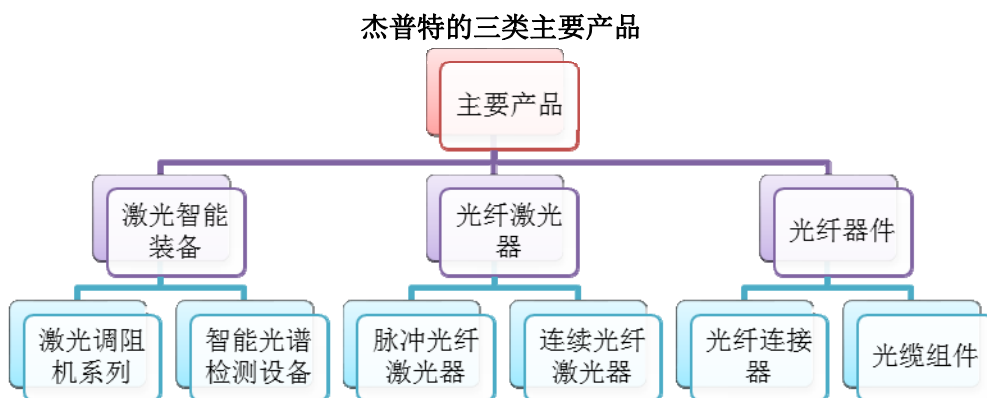 杰普特的三类主要产品
主要产品
激光智能
装备
光纤激光
器
光纤器件
激光调阻
机系列
智能光谱
检测设备
脉冲光纤
激光器
连续光纤
激光器
光纤连接
器
光缆组件